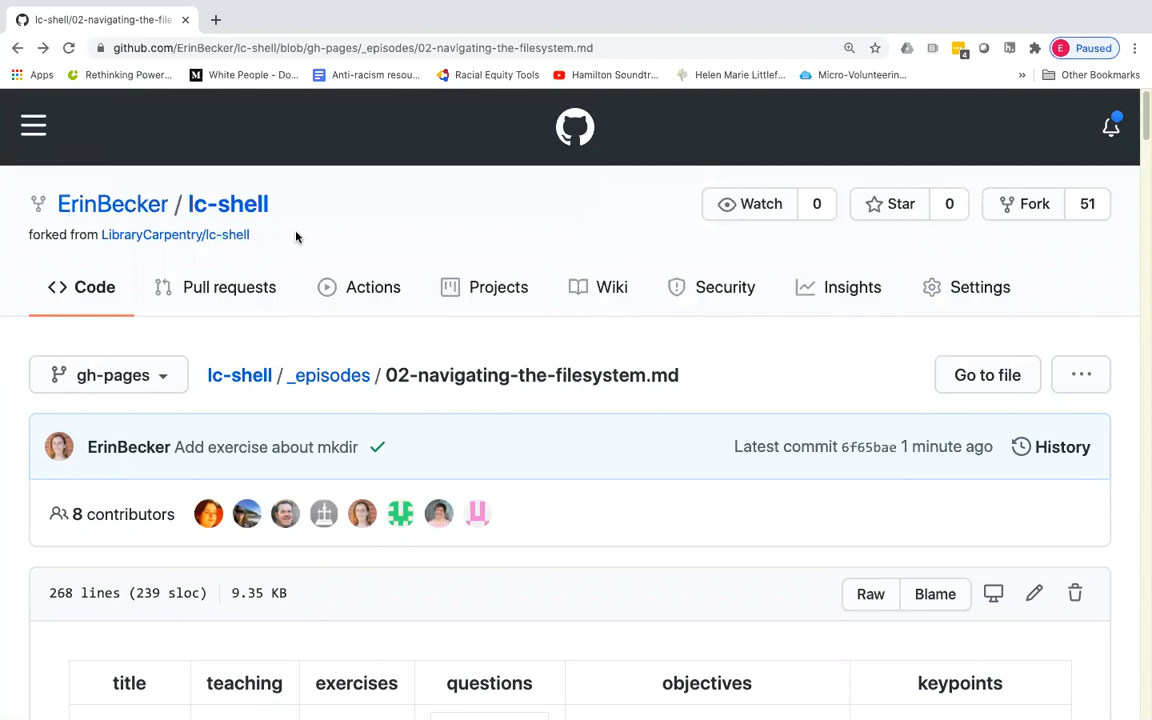 lc-shell/02-navigating-the-file
github.com/ErinBecker/lc-shell/blob/gh-pages/_episodes/02-navigating-the-filesystem.md
4
E Paused
Apps Rethinking Power... White People - Do... Anti-racism resou... Racial Equity Tools Hamilton Soundtr... Helen Marie Littlef... Micro-Volunteerin... » Other Bookmarks
ErinBecker / lc-shell
Watch 0 Star 0 Fork 51
forked from LibraryCarpentry/lc-shell
Code Pull requests Actions Projects Wiki Security Insights Settings
gh-pages lc-shell / _episodes / 02-navigating-the-filesystem.md Go to file ...
ErinBecker Add exercise about mkdir Latest commit 6f65bae 1 minute ago History
8 contributors
268 lines (239 sloc) 9.35 KB Raw Blame
title teaching exercises questions objectives keypoints